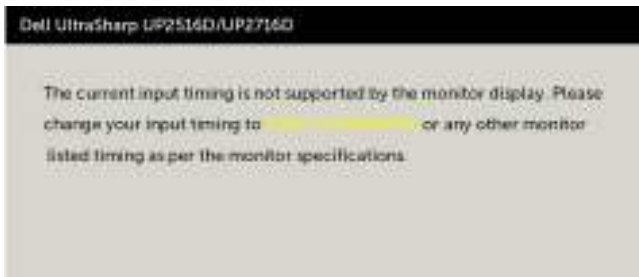 Dell UltraSharp UP2516D/UP2716D
The current input timing is not supported by the monitor display. Please
change your input timing to or any other monitor
listed timing as per the monitor specifications.